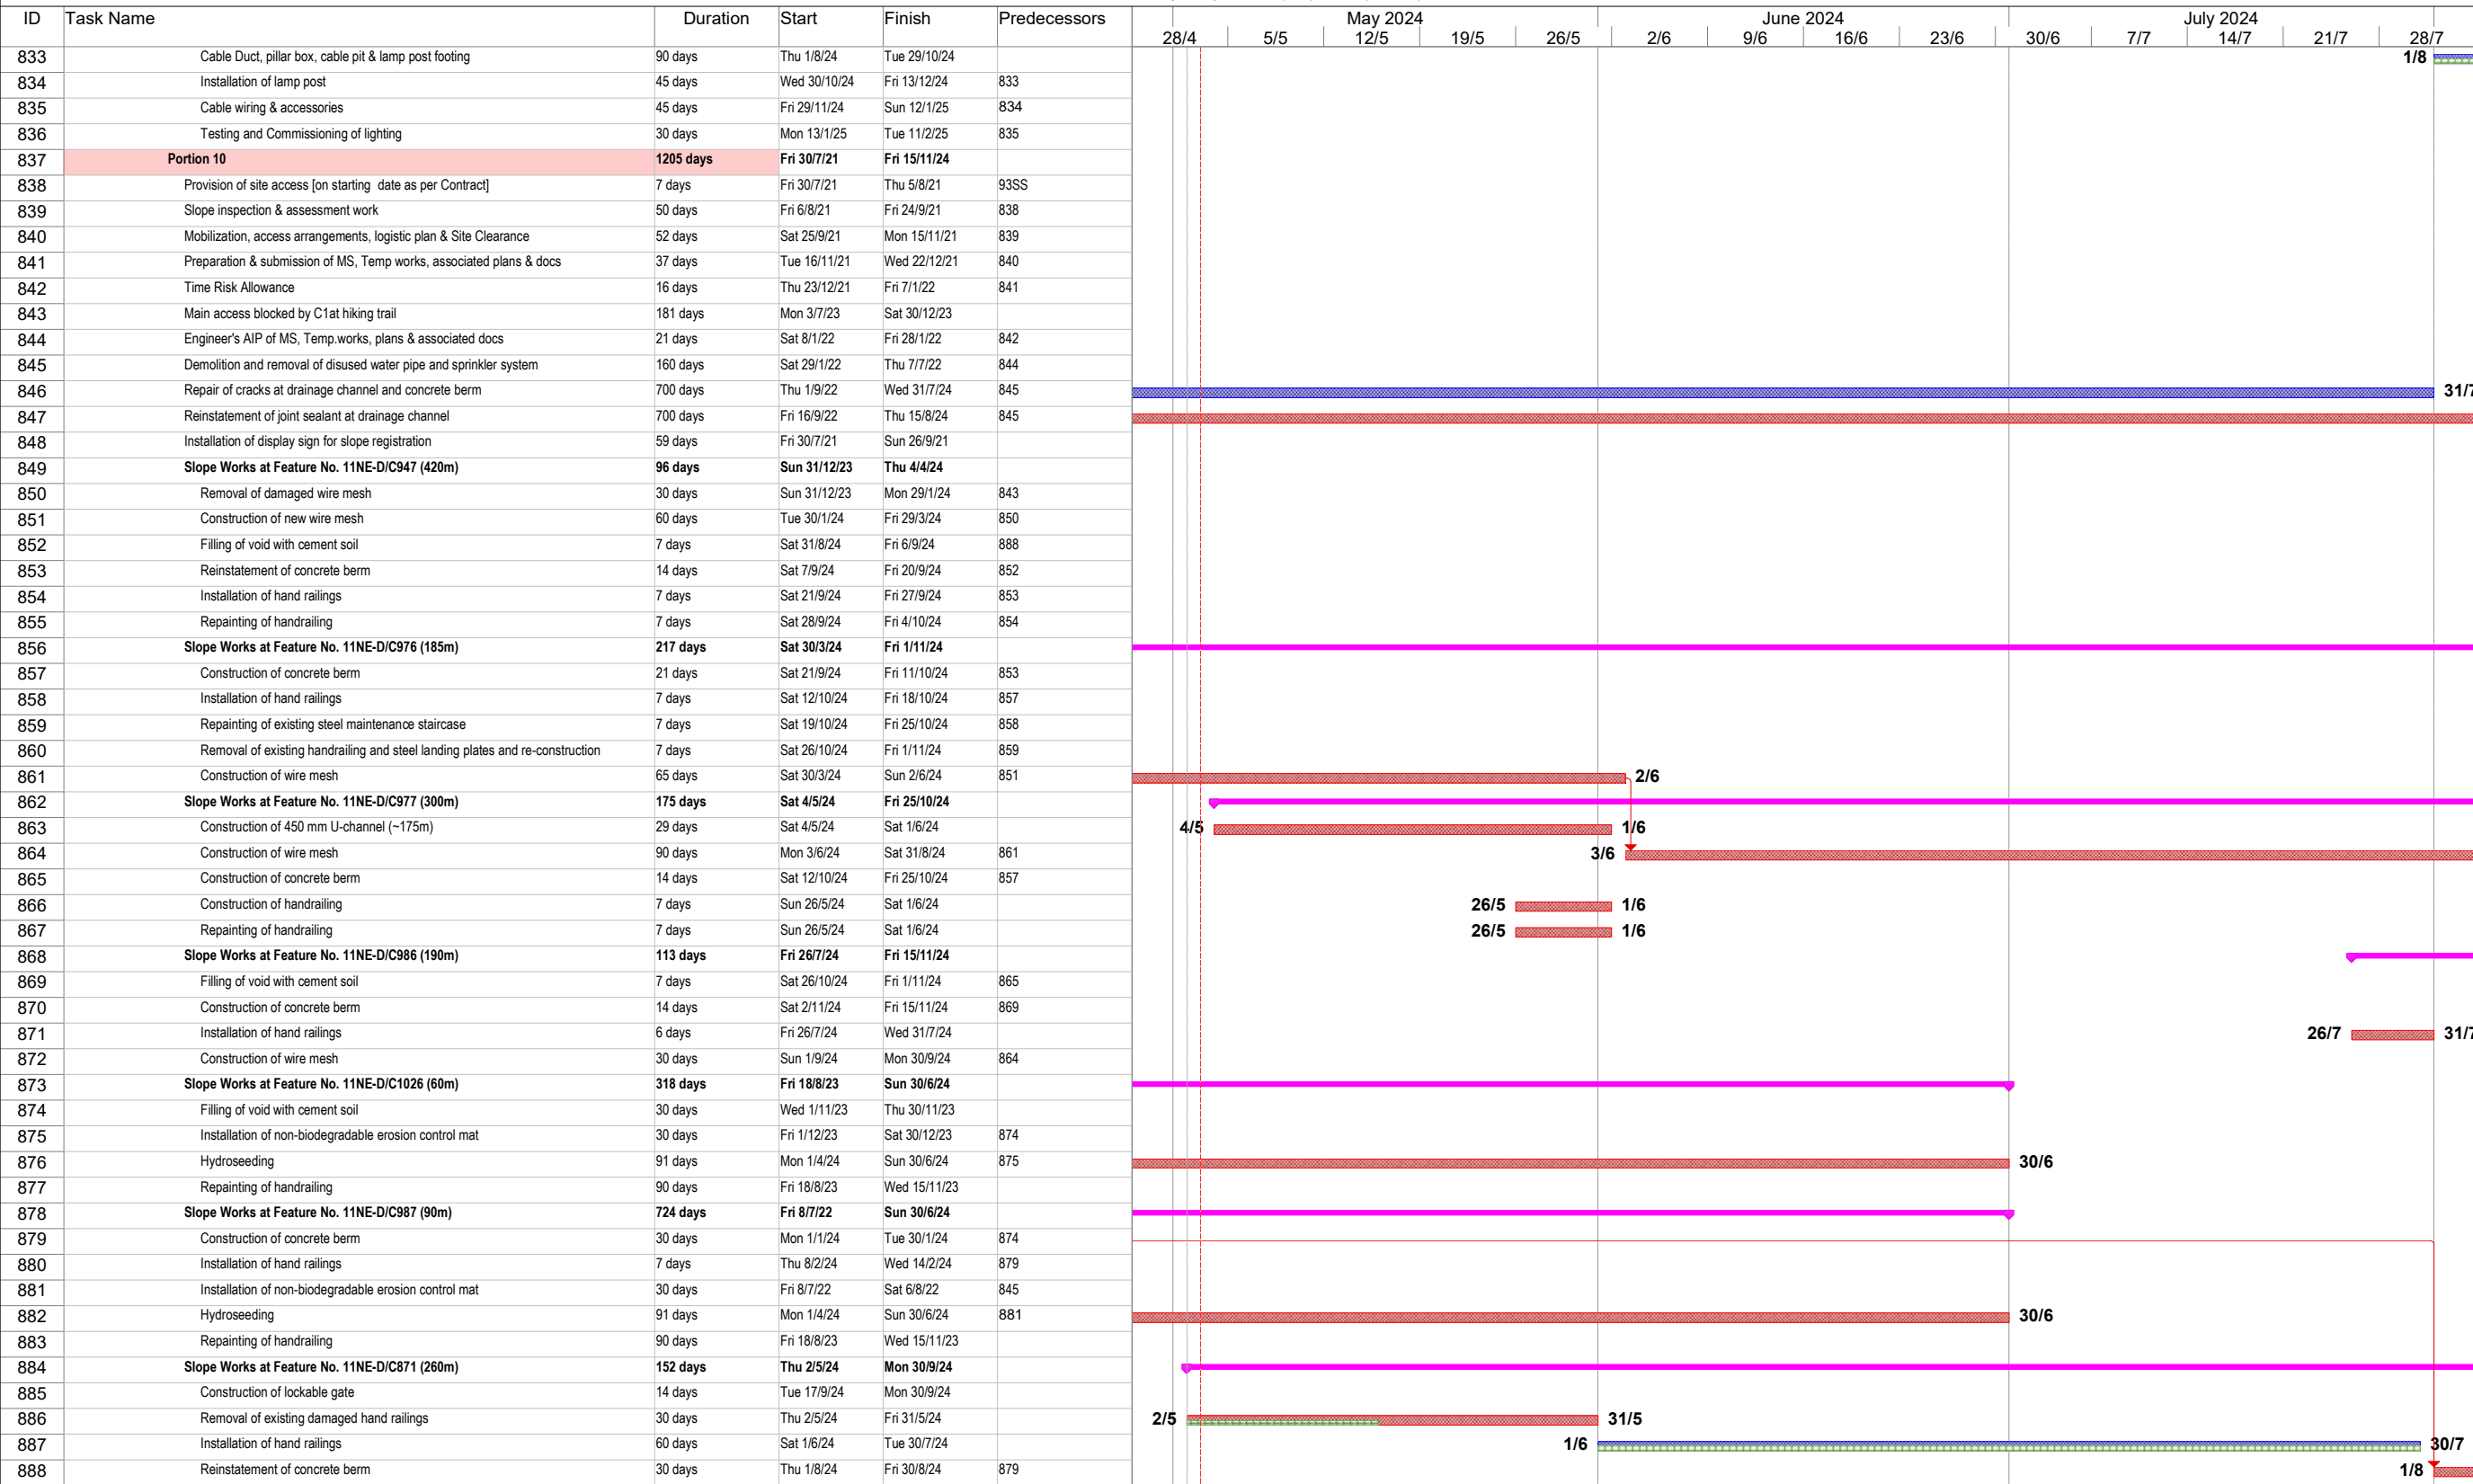 ID Task Name Duration Start Finish Predecessors May 2024 June 2024 July 2024
28/4 5/5 12/5 19/5 26/5 2/6 9/6 16/6 23/6 30/6 7/7 14/7 21/7 28/7
833 Cable Duct, pillar box, cable pit & lamp post footing 90 days Thu 1/8/24 Tue 29/10/24 1/8
834 Installation of lamp post 45 days Wed 30/10/24 Fri 13/12/24 833
835 Cable wiring & accessories 45 days Fri 29/11/24 Sun 12/1/25 834
836 Testing and Commissioning of lighting 30 days Mon 13/1/25 Tue 11/2/25 835
837 Portion 10 1205 days Fri 30/7/21 Fri 15/11/24
838 Provision of site access [on starting date as per Contract] 7 days Fri 30/7/21 Thu 5/8/21 93SS
839 Slope inspection & assessment work 50 days Fri 6/8/21 Fri 24/9/21 838
840 Mobilization, access arrangements, logistic plan & Site Clearance 52 days Sat 25/9/21 Mon 15/11/21 839
841 Preparation & submission of MS, Temp works, associated plans & docs 37 days Tue 16/11/21 Wed 22/12/21 840
842 Time Risk Allowance 16 days Thu 23/12/21 Fri 7/1/22 841
843 Main access blocked by C1at hiking trail 181 days Mon 3/7/23 Sat 30/12/23
844 Engineer's AIP of MS, Temp.works, plans & associated docs 21 days Sat 8/1/22 Fri 28/1/22 842
845 Demolition and removal of disused water pipe and sprinkler system 160 days Sat 29/1/22 Thu 7/7/22 844
846 Repair of cracks at drainage channel and concrete berm 700 days Thu 1/9/22 Wed 31/7/24 845 31/7
847 Reinstatement of joint sealant at drainage channel 700 days Fri 16/9/22 Thu 15/8/24 845
848 Installation of display sign for slope registration 59 days Fri 30/7/21 Sun 26/9/21
849 Slope Works at Feature No. 11NE-D/C947 (420m) 96 days Sun 31/12/23 Thu 4/4/24
850 Removal of damaged wire mesh 30 days Sun 31/12/23 Mon 29/1/24 843
851 Construction of new wire mesh 60 days Tue 30/1/24 Fri 29/3/24 850
852 Filling of void with cement soil 7 days Sat 31/8/24 Fri 6/9/24 888
853 Reinstatement of concrete berm 14 days Sat 7/9/24 Fri 20/9/24 852
854 Installation of hand railings 7 days Sat 21/9/24 Fri 27/9/24 853
855 Repainting of handrailing 7 days Sat 28/9/24 Fri 4/10/24 854
856 Slope Works at Feature No. 11NE-D/C976 (185m) 217 days Sat 30/3/24 Fri 1/11/24
857 Construction of concrete berm 21 days Sat 21/9/24 Fri 11/10/24 853
858 Installation of hand railings 7 days Sat 12/10/24 Fri 18/10/24 857
859 Repainting of existing steel maintenance staircase 7 days Sat 19/10/24 Fri 25/10/24 858
860 Removal of existing handrailing and steel landing plates and re-construction 7 days Sat 26/10/24 Fri 1/11/24 859
861 Construction of wire mesh 65 days Sat 30/3/24 Sun 2/6/24 851 2/6
862 Slope Works at Feature No. 11NE-D/C977 (300m) 175 days Sat 4/5/24 Fri 25/10/24
863 Construction of 450 mm U-channel (~175m) 29 days Sat 4/5/24 Sat 1/6/24 4/5 1/6
864 Construction of wire mesh 90 days Mon 3/6/24 Sat 31/8/24 861 3/6
865 Construction of concrete berm 14 days Sat 12/10/24 Fri 25/10/24 857
866 Construction of handrailing 7 days Sun 26/5/24 Sat 1/6/24 26/5 1/6
867 Repainting of handrailing 7 days Sun 26/5/24 Sat 1/6/24 26/5 1/6
868 Slope Works at Feature No. 11NE-D/C986 (190m) 113 days Fri 26/7/24 Fri 15/11/24
869 Filling of void with cement soil 7 days Sat 26/10/24 Fri 1/11/24 865
870 Construction of concrete berm 14 days Sat 2/11/24 Fri 15/11/24 869
871 Installation of hand railings 6 days Fri 26/7/24 Wed 31/7/24 26/7 31/7
872 Construction of wire mesh 30 days Sun 1/9/24 Mon 30/9/24 864
873 Slope Works at Feature No. 11NE-D/C1026 (60m) 318 days Fri 18/8/23 Sun 30/6/24
874 Filling of void with cement soil 30 days Wed 1/11/23 Thu 30/11/23
875 Installation of non-biodegradable erosion control mat 30 days Fri 1/12/23 Sat 30/12/23 874
876 Hydroseeding 91 days Mon 1/4/24 Sun 30/6/24 875 30/6
877 Repainting of handrailing 90 days Fri 18/8/23 Wed 15/11/23
878 Slope Works at Feature No. 11NE-D/C987 (90m) 724 days Fri 8/7/22 Sun 30/6/24
879 Construction of concrete berm 30 days Mon 1/1/24 Tue 30/1/24 874
880 Installation of hand railings 7 days Thu 8/2/24 Wed 14/2/24 879
881 Installation of non-biodegradable erosion control mat 30 days Fri 8/7/22 Sat 6/8/22 845
882 Hydroseeding 91 days Mon 1/4/24 Sun 30/6/24 881 30/6
883 Repainting of handrailing 90 days Fri 18/8/23 Wed 15/11/23
884 Slope Works at Feature No. 11NE-D/C871 (260m) 152 days Thu 2/5/24 Mon 30/9/24
885 Construction of lockable gate 14 days Tue 17/9/24 Mon 30/9/24
886 Removal of existing damaged hand railings 30 days Thu 2/5/24 Fri 31/5/24 2/5 31/5
887 Installation of hand railings 60 days Sat 1/6/24 Tue 30/7/24 1/6 30/7
888 Reinstatement of concrete berm 30 days Thu 1/8/24 Fri 30/8/24 879 1/8